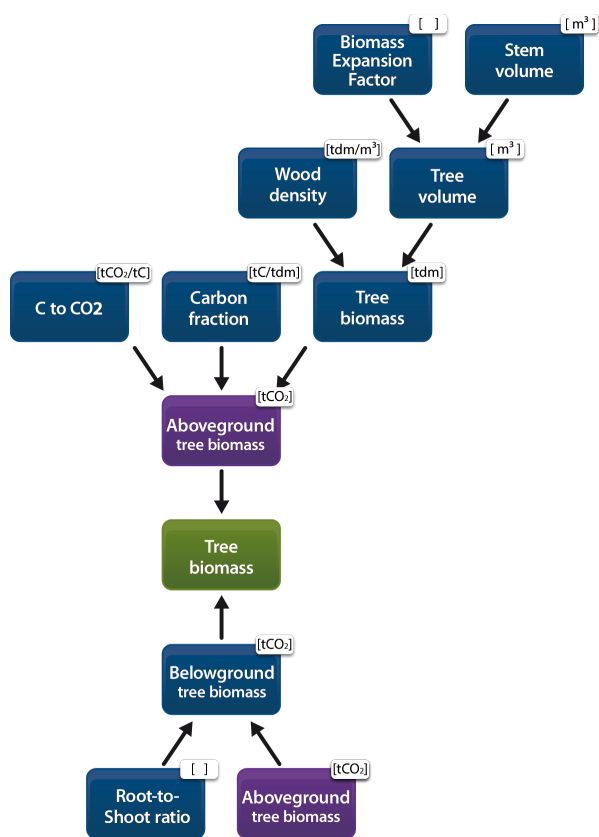 [   ]
Biomass
Expansion
Factor
[ m³ ]
Stem
volume
[tdm/m³]
Wood
density
[ m³ ]
Tree
volume
[tCO₂/tC]
C to CO2
[tC/tdm]
Carbon
fraction
[tdm]
Tree
biomass
[tCO₂]
Aboveground
tree biomass
Tree
biomass
[tCO₂]
Belowground
tree biomass
[   ]
Root-to-
Shoot ratio
[tCO₂]
Aboveground
tree biomass